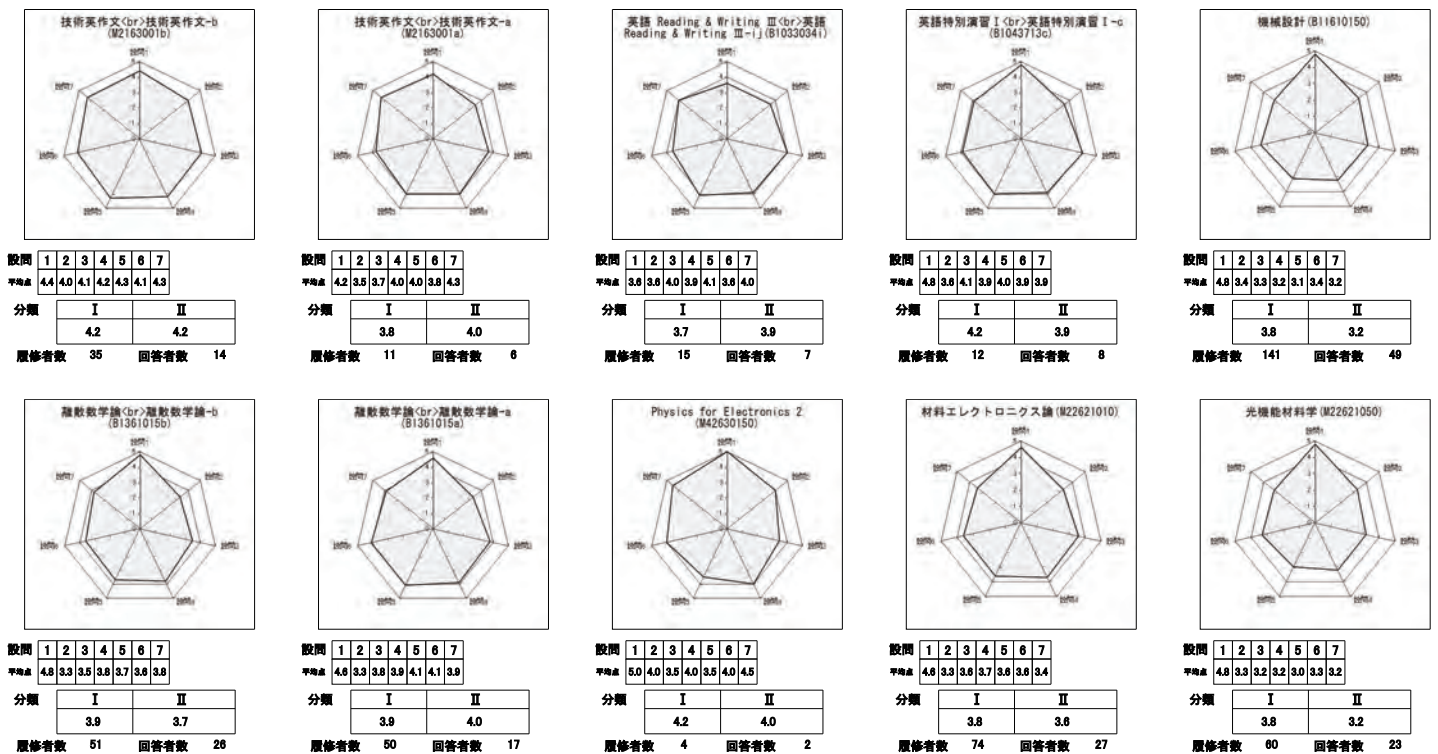 技術英作文<br>技術英作文-b
(M2163001b)
設問1
設問 1 2 3 4 5 6 7
平均点 4.4 4.0 4.1 4.2 4.3 4.1 4.3
分類 Ⅰ Ⅱ
4.2 4.2
履修者数 35 回答者数 14
技術英作文<br>技術英作文-a
(M2163001a)
設問 1 2 3 4 5 6 7
平均点 4.2 3.5 3.7 4.0 4.0 3.8 4.3
分類 Ⅰ Ⅱ
3.8 4.0
履修者数 11 回答者数 6
英語 Reading & Writing Ⅲ<br>英語
Reading & Writing Ⅲ-ij(B1033034i)
設問 1 2 3 4 5 6 7
平均点 3.6 3.6 4.0 3.9 4.1 3.6 4.0
分類 Ⅰ Ⅱ
3.7 3.9
履修者数 15 回答者数 7
英語特別演習Ⅰ<br>英語特別演習Ⅰ-c
(B1043713c)
設問 1 2 3 4 5 6 7
平均点 4.8 3.6 4.1 3.9 4.0 3.9 3.9
分類 Ⅰ Ⅱ
4.2 3.9
履修者数 12 回答者数 8
機械設計(B11610150)
設問 1 2 3 4 5 6 7
平均点 4.8 3.4 3.3 3.2 3.1 3.4 3.2
分類 Ⅰ Ⅱ
3.8 3.2
履修者数 141 回答者数 49
離散数学論<br>離散数学論-b
(B1361015b)
設問 1 2 3 4 5 6 7
平均点 4.8 3.3 3.5 3.8 3.7 3.6 3.8
分類 Ⅰ Ⅱ
3.9 3.7
履修者数 51 回答者数 26
離散数学論<br>離散数学論-a
(B1361015a)
設問 1 2 3 4 5 6 7
平均点 4.6 3.3 3.8 3.9 4.1 4.1 3.9
分類 Ⅰ Ⅱ
3.9 4.0
履修者数 50 回答者数 17
Physics for Electronics 2
(M42630150)
設問 1 2 3 4 5 6 7
平均点 5.0 4.0 3.5 4.0 3.5 4.0 4.5
分類 Ⅰ Ⅱ
4.2 4.0
履修者数 4 回答者数 2
材料エレクトロニクス論(M22621010)
設問 1 2 3 4 5 6 7
平均点 4.6 3.3 3.6 3.7 3.6 3.6 3.4
分類 Ⅰ Ⅱ
3.8 3.6
履修者数 74 回答者数 27
光機能材料学(M22621050)
設問 1 2 3 4 5 6 7
平均点 4.8 3.3 3.2 3.2 3.0 3.3 3.2
分類 Ⅰ Ⅱ
3.8 3.2
履修者数 60 回答者数 23